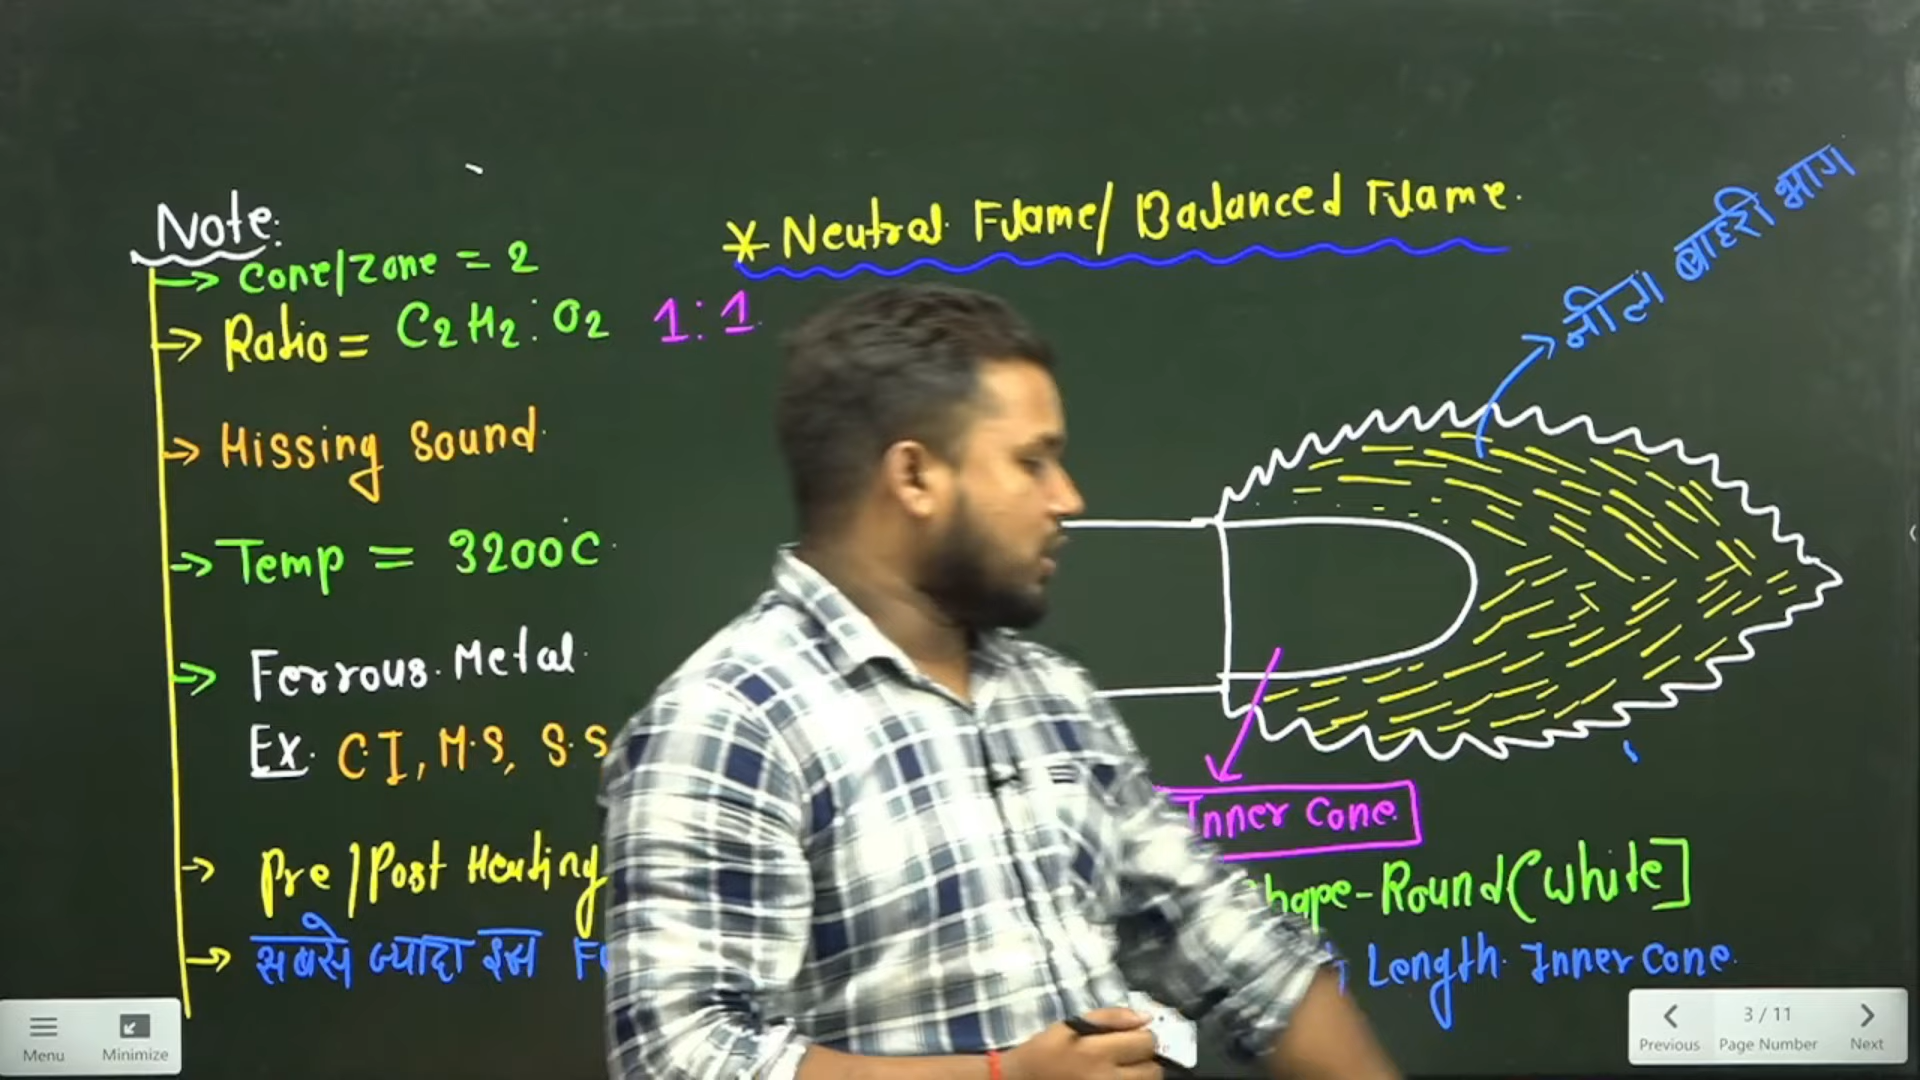 Note:
* Neutral Flame/ Balanced Flame.
→ Cone/Zone = 2
→ Ratio = C2H2:O2 1:1
नीला बाहरी भाग
→ Hissing Sound
→ Temp = 3200°C
→ Ferrous Metal
Ex. C.I, M.S, S.S
Inner Cone
→ Pre/Post Heating
Shape-Round(White]
→ सबसे ज्यादा इस
Length Inner Cone.
Menu
Minimize
3 / 11
Previous Page Number Next